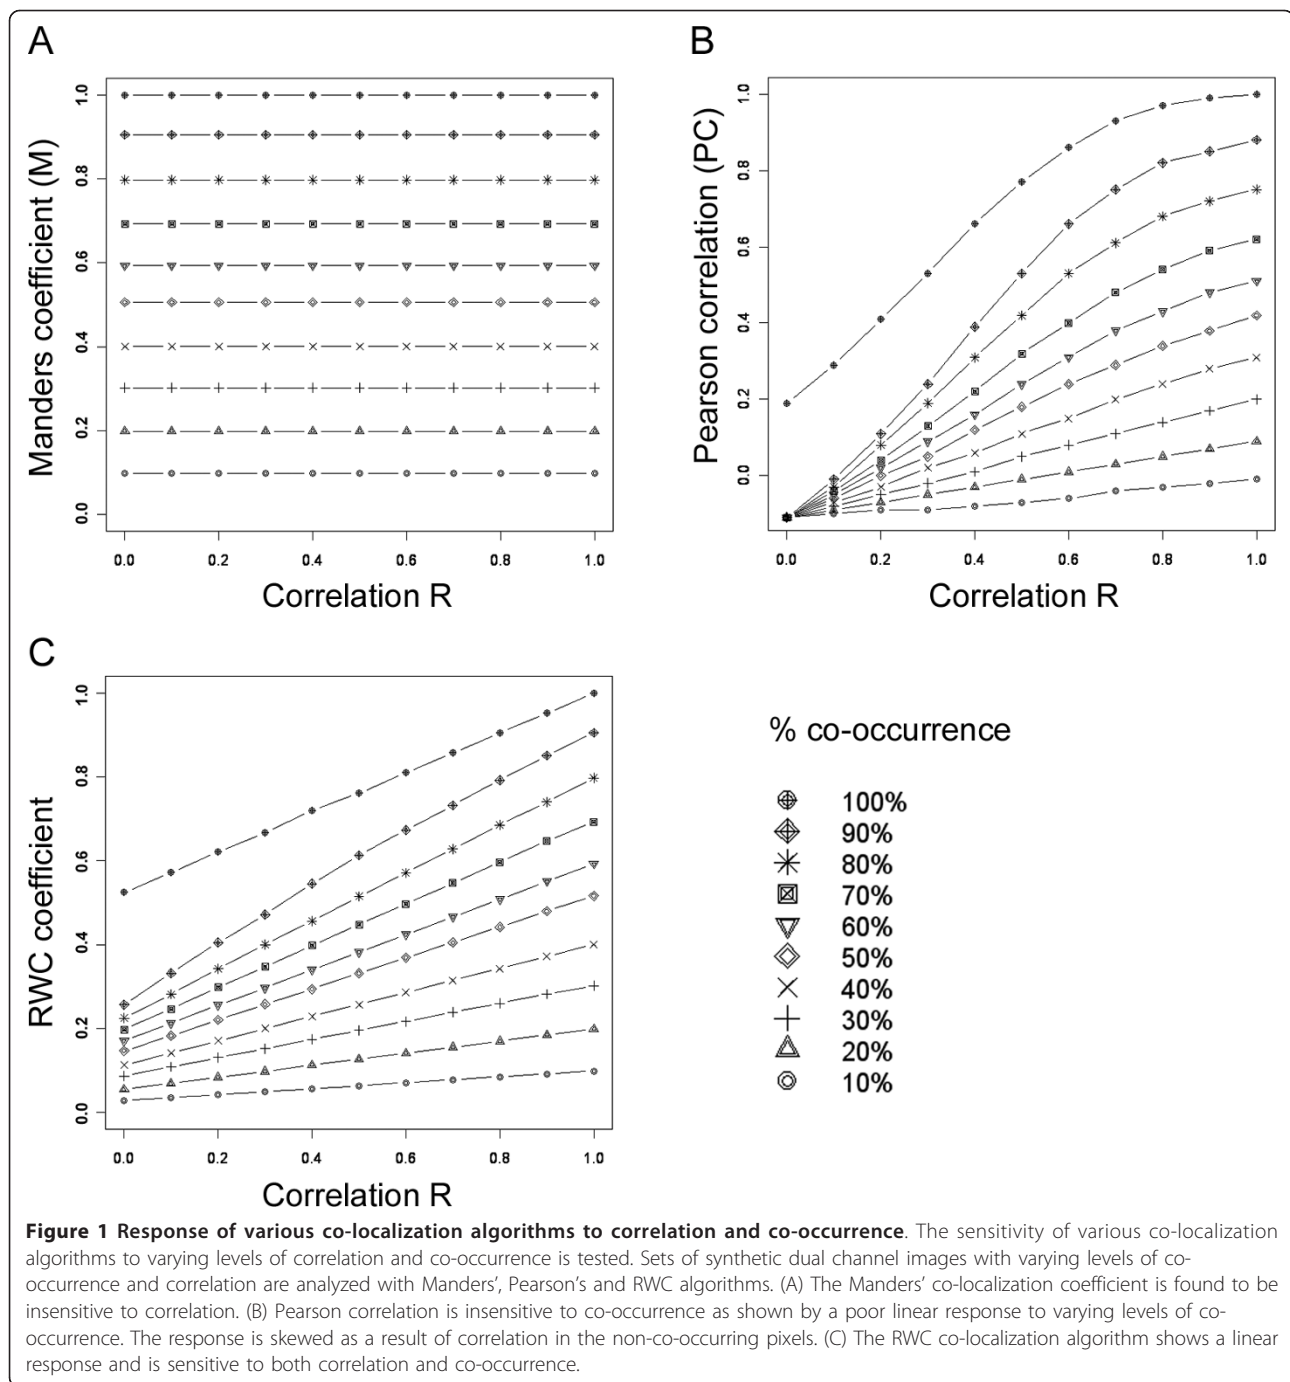 A
Manders coefficient (M)
1.0
0.8
0.6
0.4
0.2
0.0
0.0 0.2 0.4 0.6 0.8 1.0
Correlation R
B
Pearson correlation (PC)
1.0
0.8
0.6
0.4
0.2
0.0
0.0 0.2 0.4 0.6 0.8 1.0
Correlation R
C
RWC coefficient
1.0
0.8
0.6
0.4
0.2
0.0
0.0 0.2 0.4 0.6 0.8 1.0
Correlation R
% co-occurrence
100%
90%
80%
70%
60%
50%
40%
30%
20%
10%
Figure 1 Response of various co-localization algorithms to correlation and co-occurrence. The sensitivity of various co-localization
algorithms to varying levels of correlation and co-occurrence is tested. Sets of synthetic dual channel images with varying levels of co-
occurrence and correlation are analyzed with Manders', Pearson's and RWC algorithms. (A) The Manders' co-localization coefficient is found to be
insensitive to correlation. (B) Pearson correlation is insensitive to co-occurrence as shown by a poor linear response to varying levels of co-
occurrence. The response is skewed as a result of correlation in the non-co-occurring pixels. (C) The RWC co-localization algorithm shows a linear
response and is sensitive to both correlation and co-occurrence.